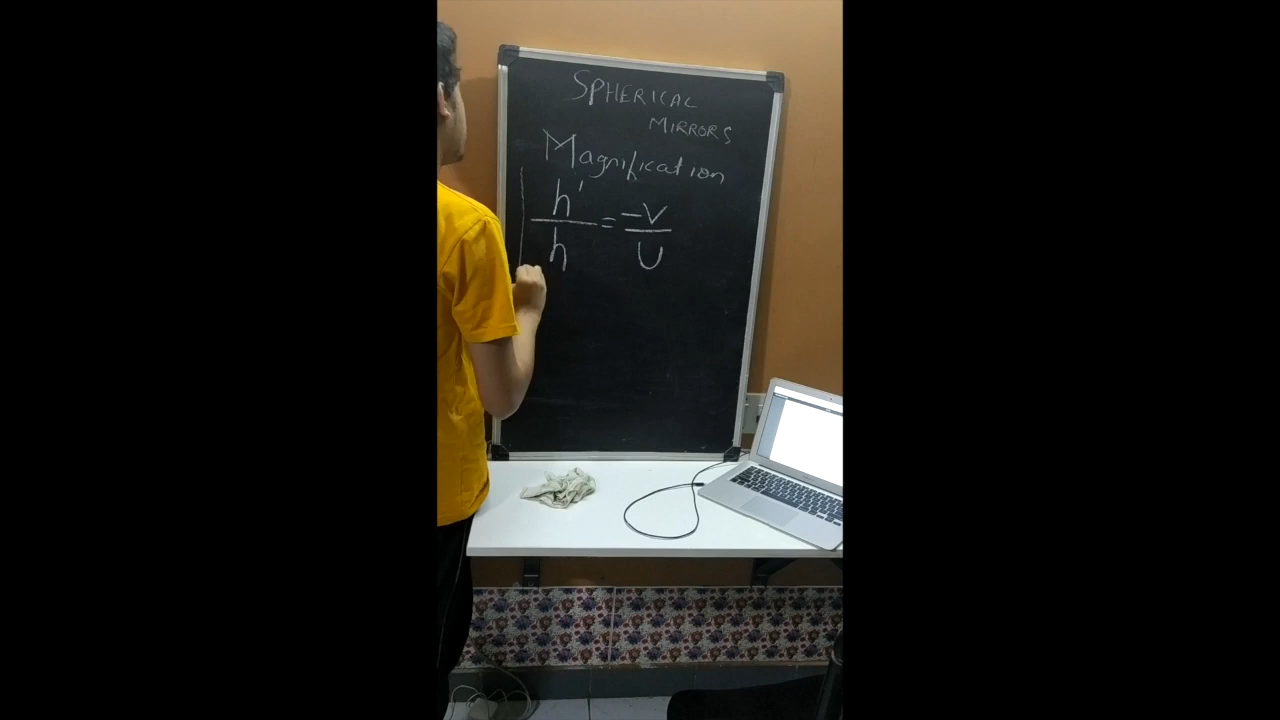 SPHERICAL
MIRRORS
Magnification
h' / h = -v / u